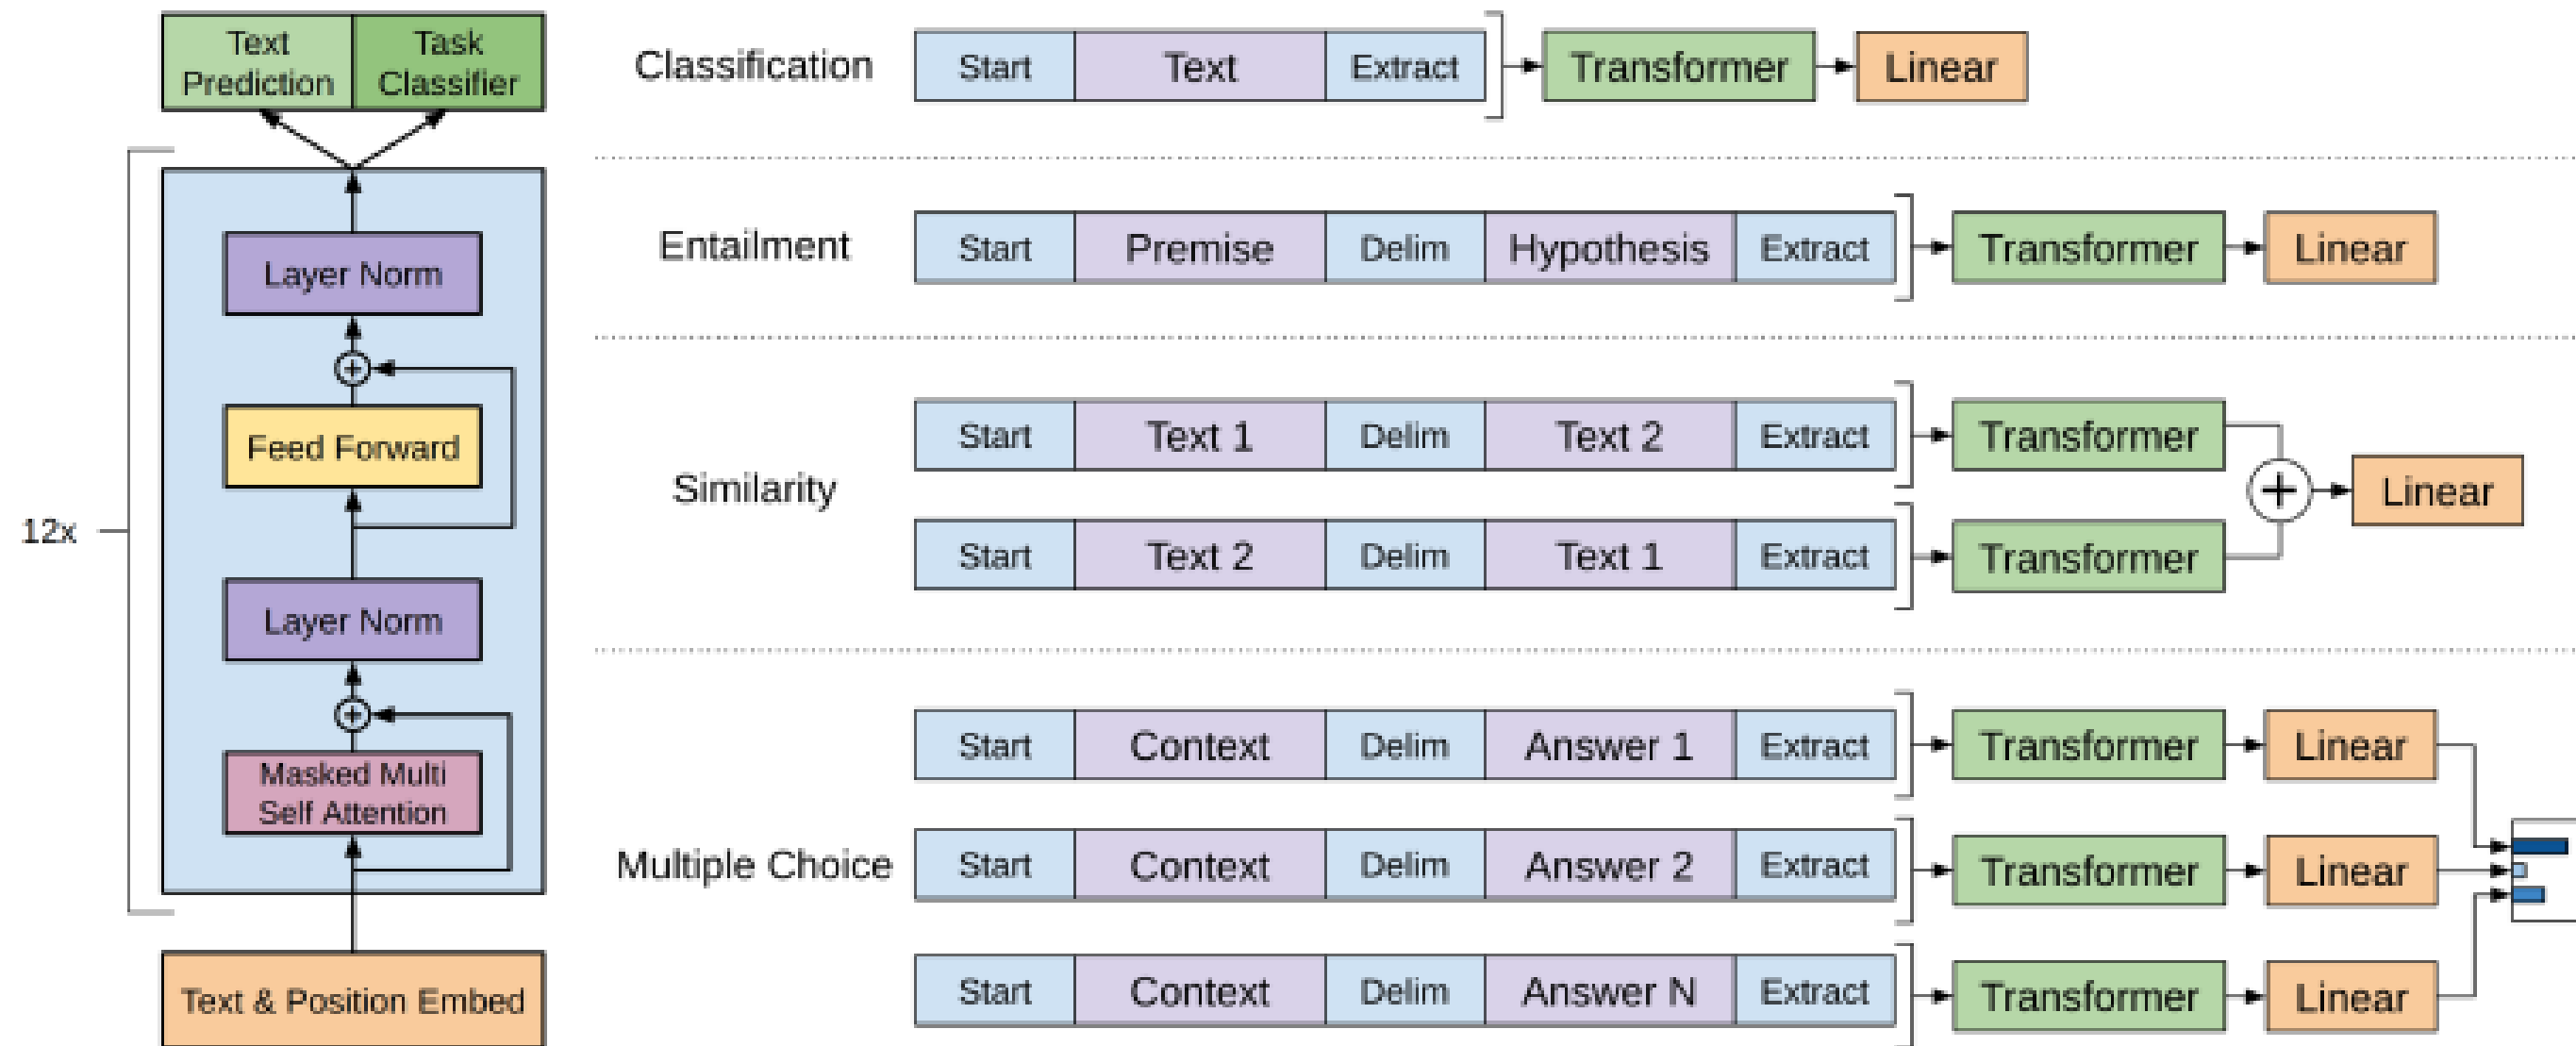 Text
Prediction
Task
Classifier
12x
Layer Norm
Feed Forward
Layer Norm
Masked Multi
Self Attention
Text & Position Embed
Classification
Start Text Extract Transformer Linear
Entailment
Start Premise Delim Hypothesis Extract Transformer Linear
Similarity
Start Text 1 Delim Text 2 Extract Transformer
Start Text 2 Delim Text 1 Extract Transformer
Linear
Multiple Choice
Start Context Delim Answer 1 Extract Transformer Linear
Start Context Delim Answer 2 Extract Transformer Linear
Start Context Delim Answer N Extract Transformer Linear